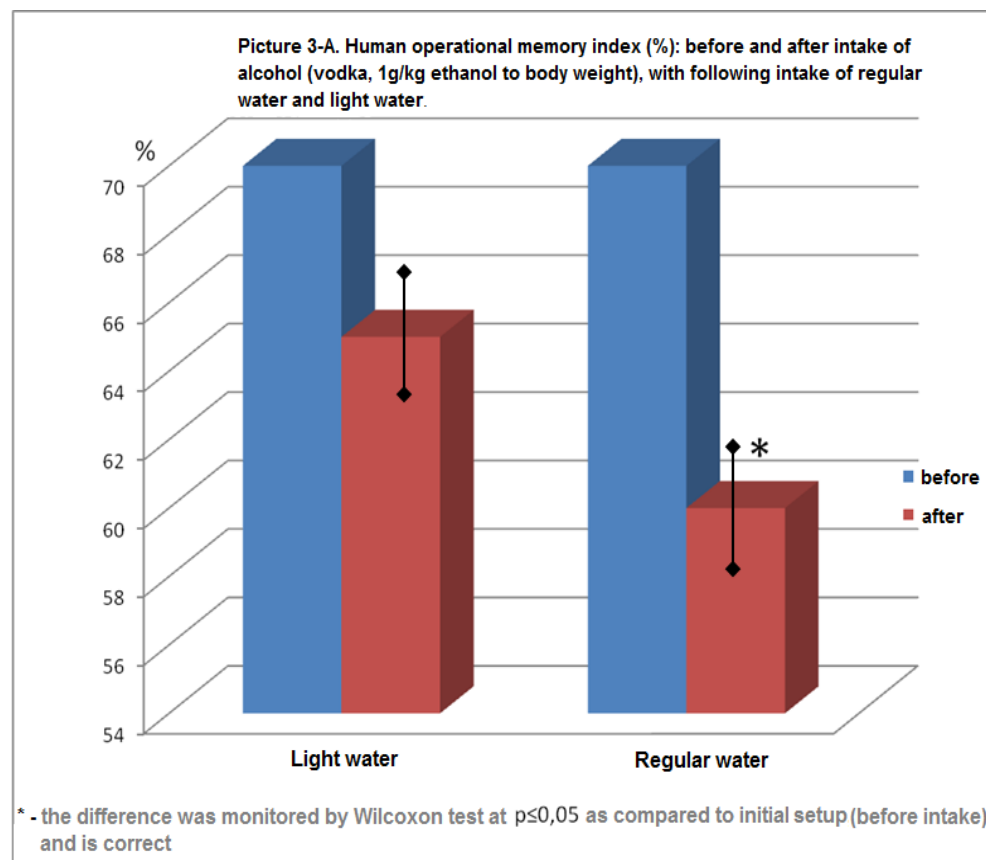 Picture 3-A. Human operational memory index (%): before and after intake of
alcohol (vodka, 1g/kg ethanol to body weight), with following intake of regular
water and light water.
%
70
68
66
64
62
60
58
56
54
*
before
after
Light water
Regular water
* - the difference was monitored by Wilcoxon test at p≤0,05 as compared to initial setup (before intake)
and is correct